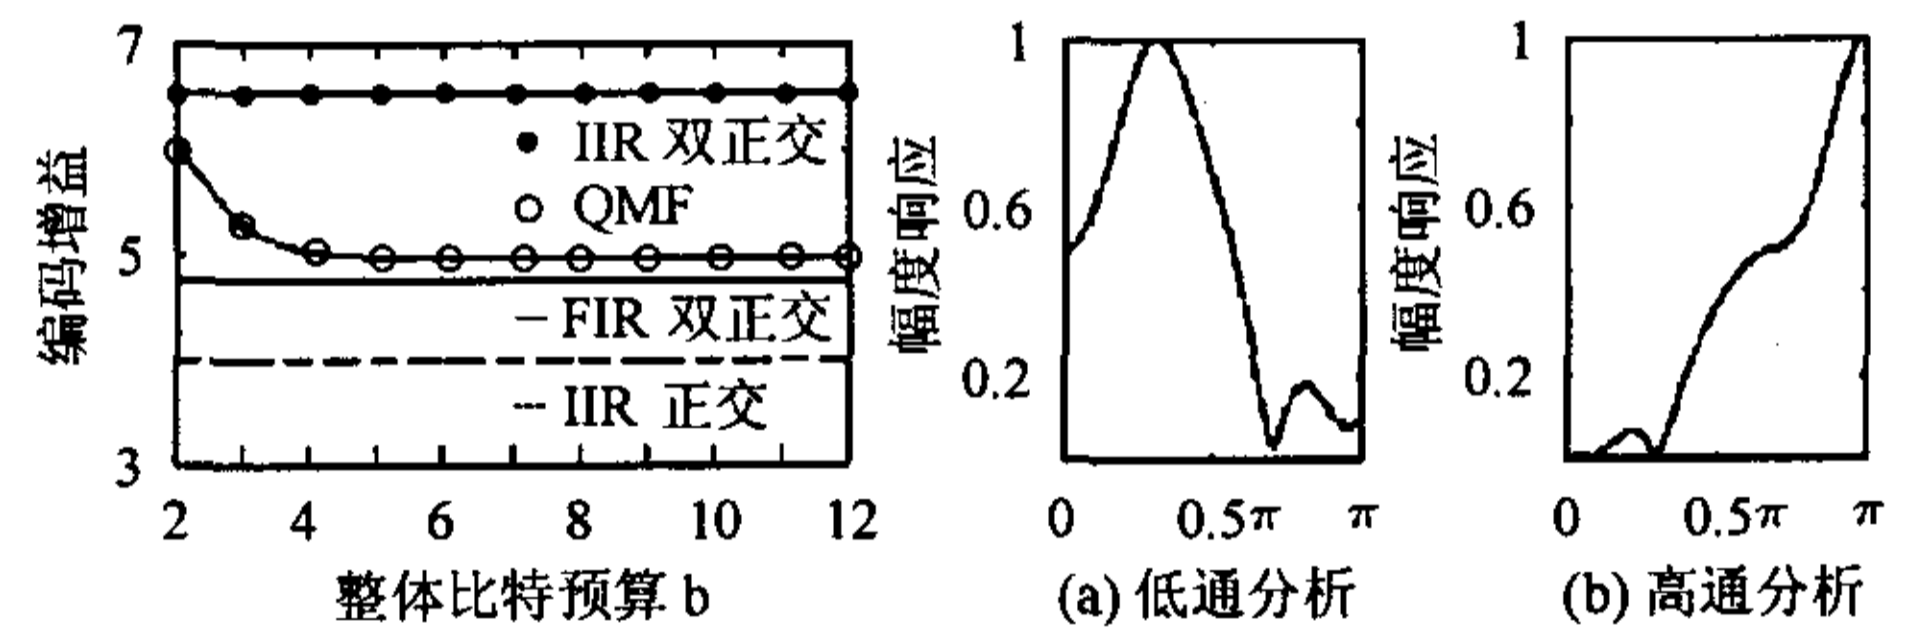 7
5
3
编码增益
● IIR 双正交
○ QMF
— FIR 双正交
--- IIR 正交
2 4 6 8 10 12
整体比特预算 b
1
0.6
0.2
幅度响应
0 0.5π π
(a) 低通分析
1
0.6
0.2
幅度响应
0 0.5π π
(b) 高通分析